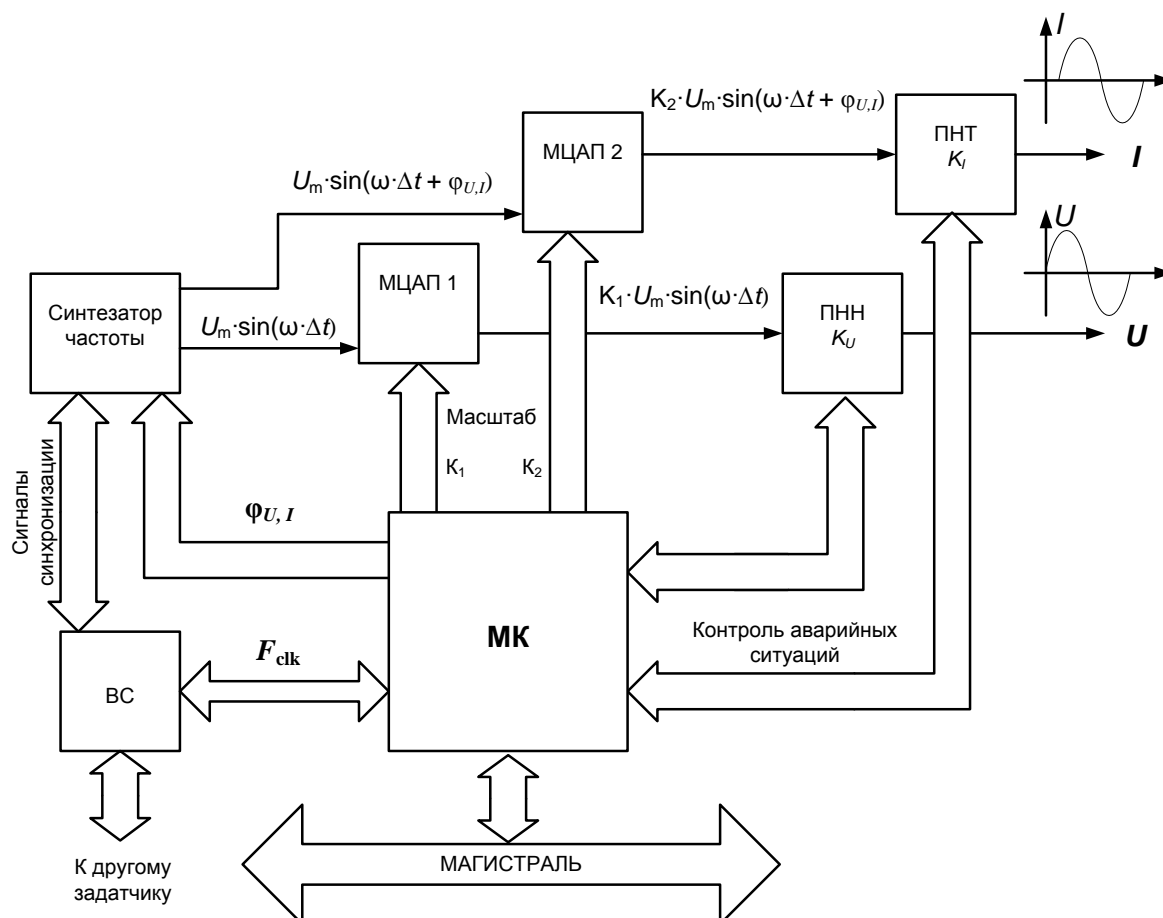 I
K₂·Uₘ·sin(ω·Δt + φU,I)
МЦАП 2
ПНТ
KI
I
Uₘ·sin(ω·Δt + φU,I)
U
МЦАП 1
K₁·Uₘ·sin(ω·Δt)
Синтезатор
частоты
Uₘ·sin(ω·Δt)
ПНН
KU
U
Масштаб
К₁
К₂
Сигналы
синхронизации
φU, I
МК
Контроль аварийных
ситуаций
Fclk
ВС
К другому
задатчику
МАГИСТРАЛЬ